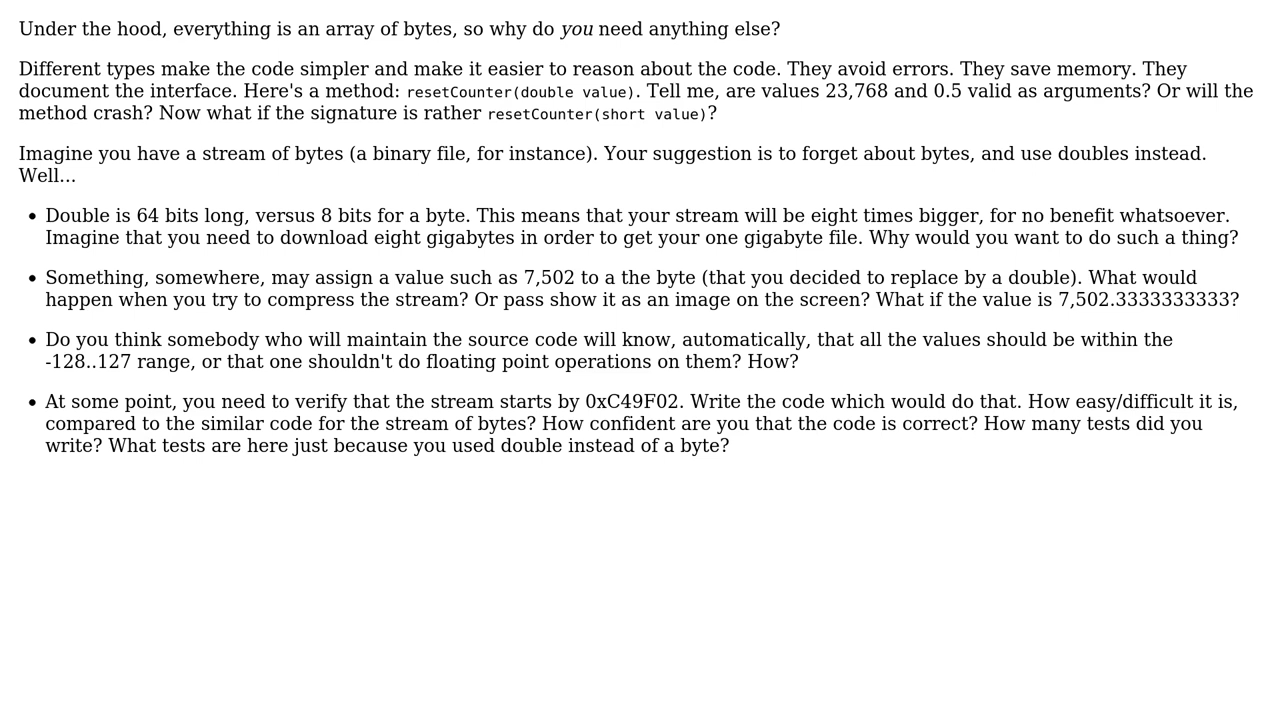 Under the hood, everything is an array of bytes, so why do you need anything else?
Different types make the code simpler and make it easier to reason about the code. They avoid errors. They save memory. They
document the interface. Here's a method: resetCounter(double value). Tell me, are values 23,768 and 0.5 valid as arguments? Or will the
method crash? Now what if the signature is rather resetCounter(short value)?
Imagine you have a stream of bytes (a binary file, for instance). Your suggestion is to forget about bytes, and use doubles instead.
Well...
• Double is 64 bits long, versus 8 bits for a byte. This means that your stream will be eight times bigger, for no benefit whatsoever.
Imagine that you need to download eight gigabytes in order to get your one gigabyte file. Why would you want to do such a thing?
• Something, somewhere, may assign a value such as 7,502 to a the byte (that you decided to replace by a double). What would
happen when you try to compress the stream? Or pass show it as an image on the screen? What if the value is 7,502.3333333333?
• Do you think somebody who will maintain the source code will know, automatically, that all the values should be within the
-128..127 range, or that one shouldn't do floating point operations on them? How?
• At some point, you need to verify that the stream starts by 0xC49F02. Write the code which would do that. How easy/difficult it is,
compared to the similar code for the stream of bytes? How confident are you that the code is correct? How many tests did you
write? What tests are here just because you used double instead of a byte?